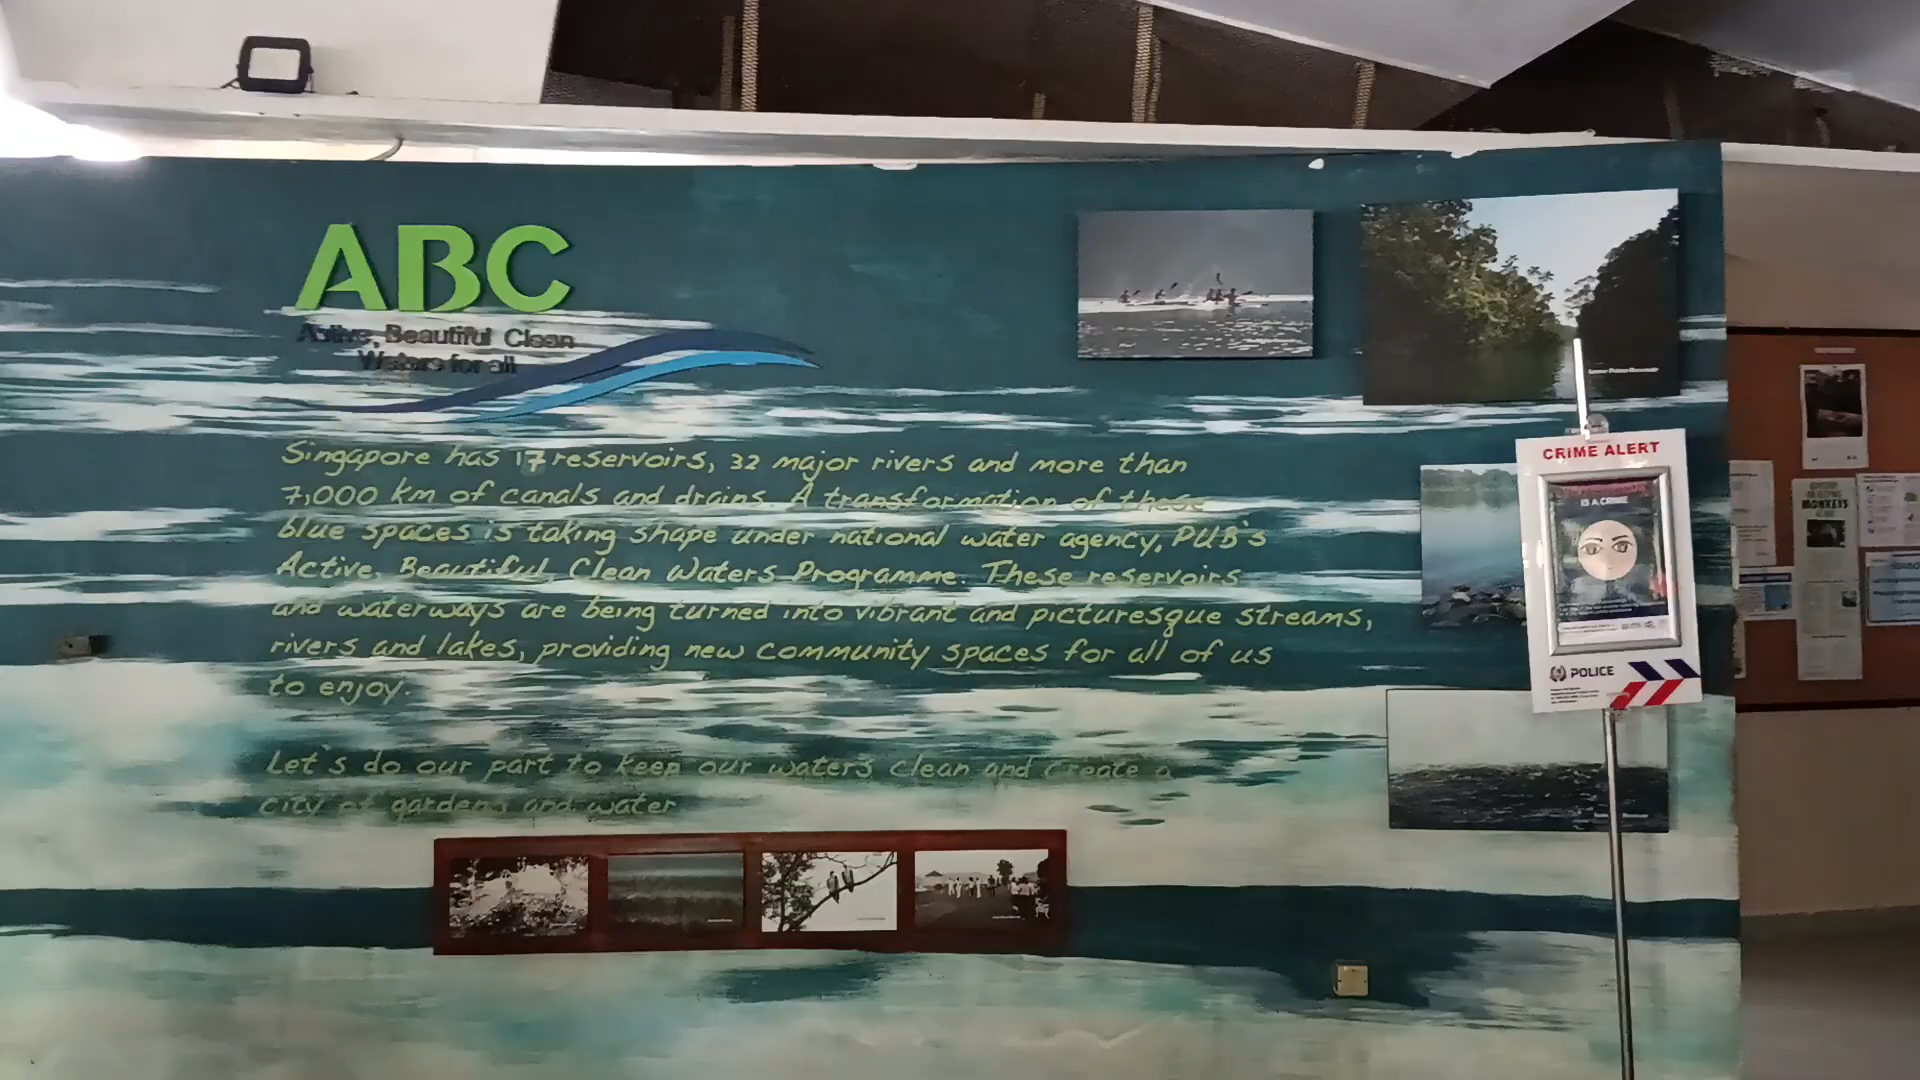 ABC
Active, Beautiful Clean
Waters for all
Singapore has 17 reservoirs, 32 major rivers and more than
7,000 km of canals and drains. A transformation of these
blue spaces is taking shape under national water agency, PUB's
Active, Beautiful, Clean Waters Programme. These reservoirs
and waterways are being turned into vibrant and picturesque streams,
rivers and lakes, providing new community spaces for all of us
to enjoy.
Let's do our part to keep our waters clean and create a
city of gardens and water
CRIME ALERT
IS A CRIME
POLICE
MONKEYS